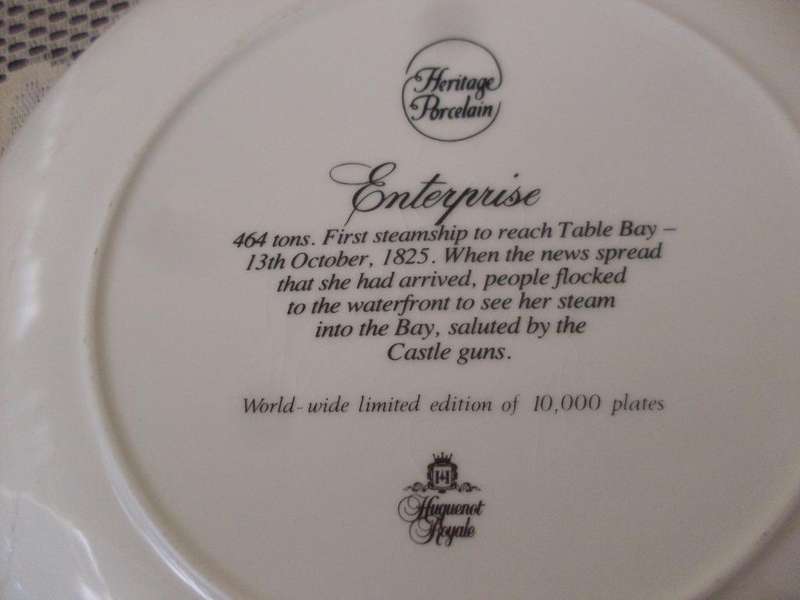 Heritage
Porcelain
Enterprise
464 tons. First steamship to reach Table Bay –
13th October, 1825. When the news spread
that she had arrived, people flocked
to the waterfront to see her steam
into the Bay, saluted by the
Castle guns.
World-wide limited edition of 10,000 plates
H
Huguenot
Royale